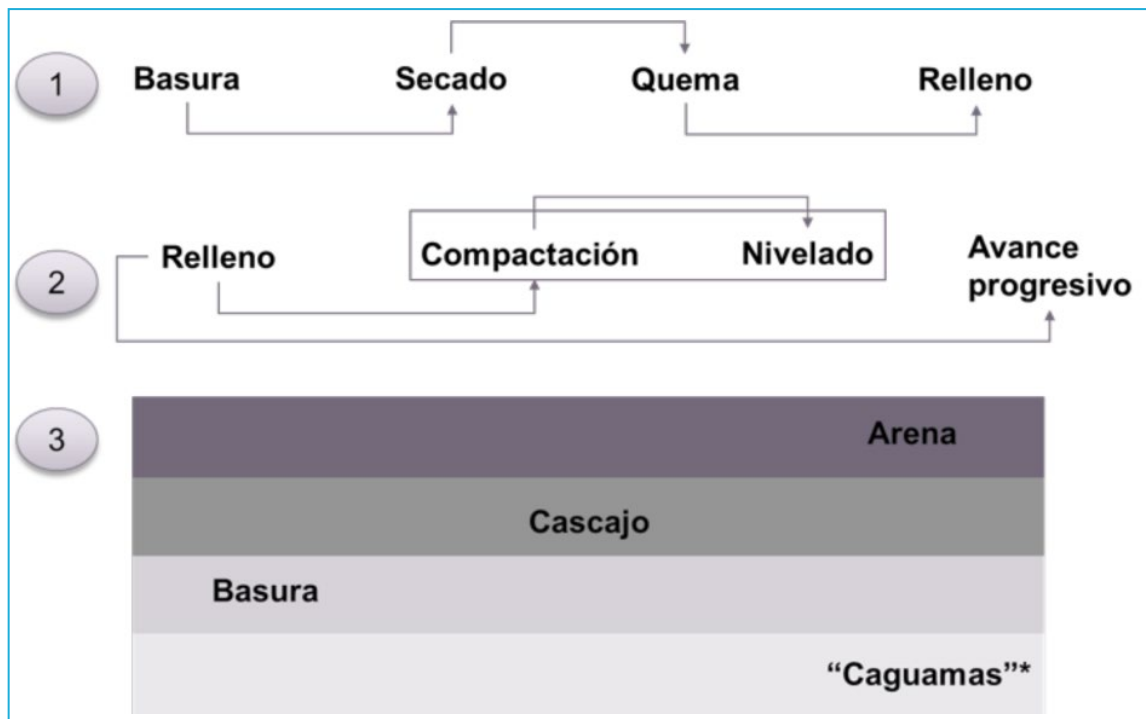 1
Basura Secado Quema Relleno
2
Relleno Compactación Nivelado Avance
progresivo
3
Arena
Cascajo
Basura
“Caguamas”*